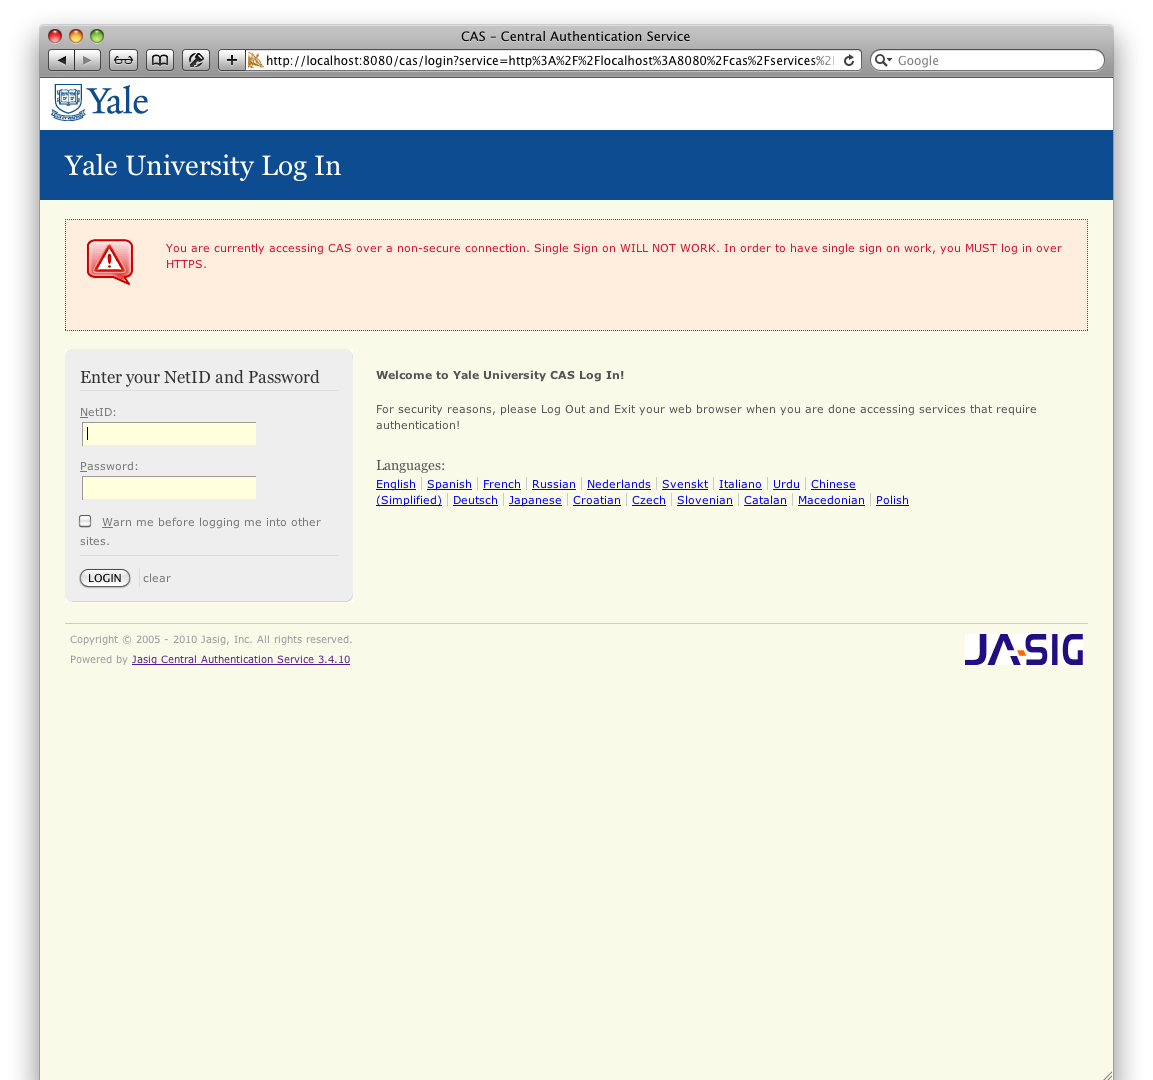 CAS – Central Authentication Service
http://localhost:8080/cas/login?service=http%3A%2F%2Flocalhost%3A8080%2Fcas%2Fservices%2
Google
Yale
Yale University Log In
You are currently accessing CAS over a non-secure connection. Single Sign on WILL NOT WORK. In order to have single sign on work, you MUST log in over
HTTPS.
Enter your NetID and Password
NetID:
Password:
Warn me before logging me into other
sites.
LOGIN
clear
Welcome to Yale University CAS Log In!
For security reasons, please Log Out and Exit your web browser when you are done accessing services that require
authentication!
Languages:
English Spanish French Russian Nederlands Svenskt Italiano Urdu Chinese
(Simplified) Deutsch Japanese Croatian Czech Slovenian Catalan Macedonian Polish
Copyright © 2005 - 2010 Jasig, Inc. All rights reserved.
Powered by Jasig Central Authentication Service 3.4.10
JASIG